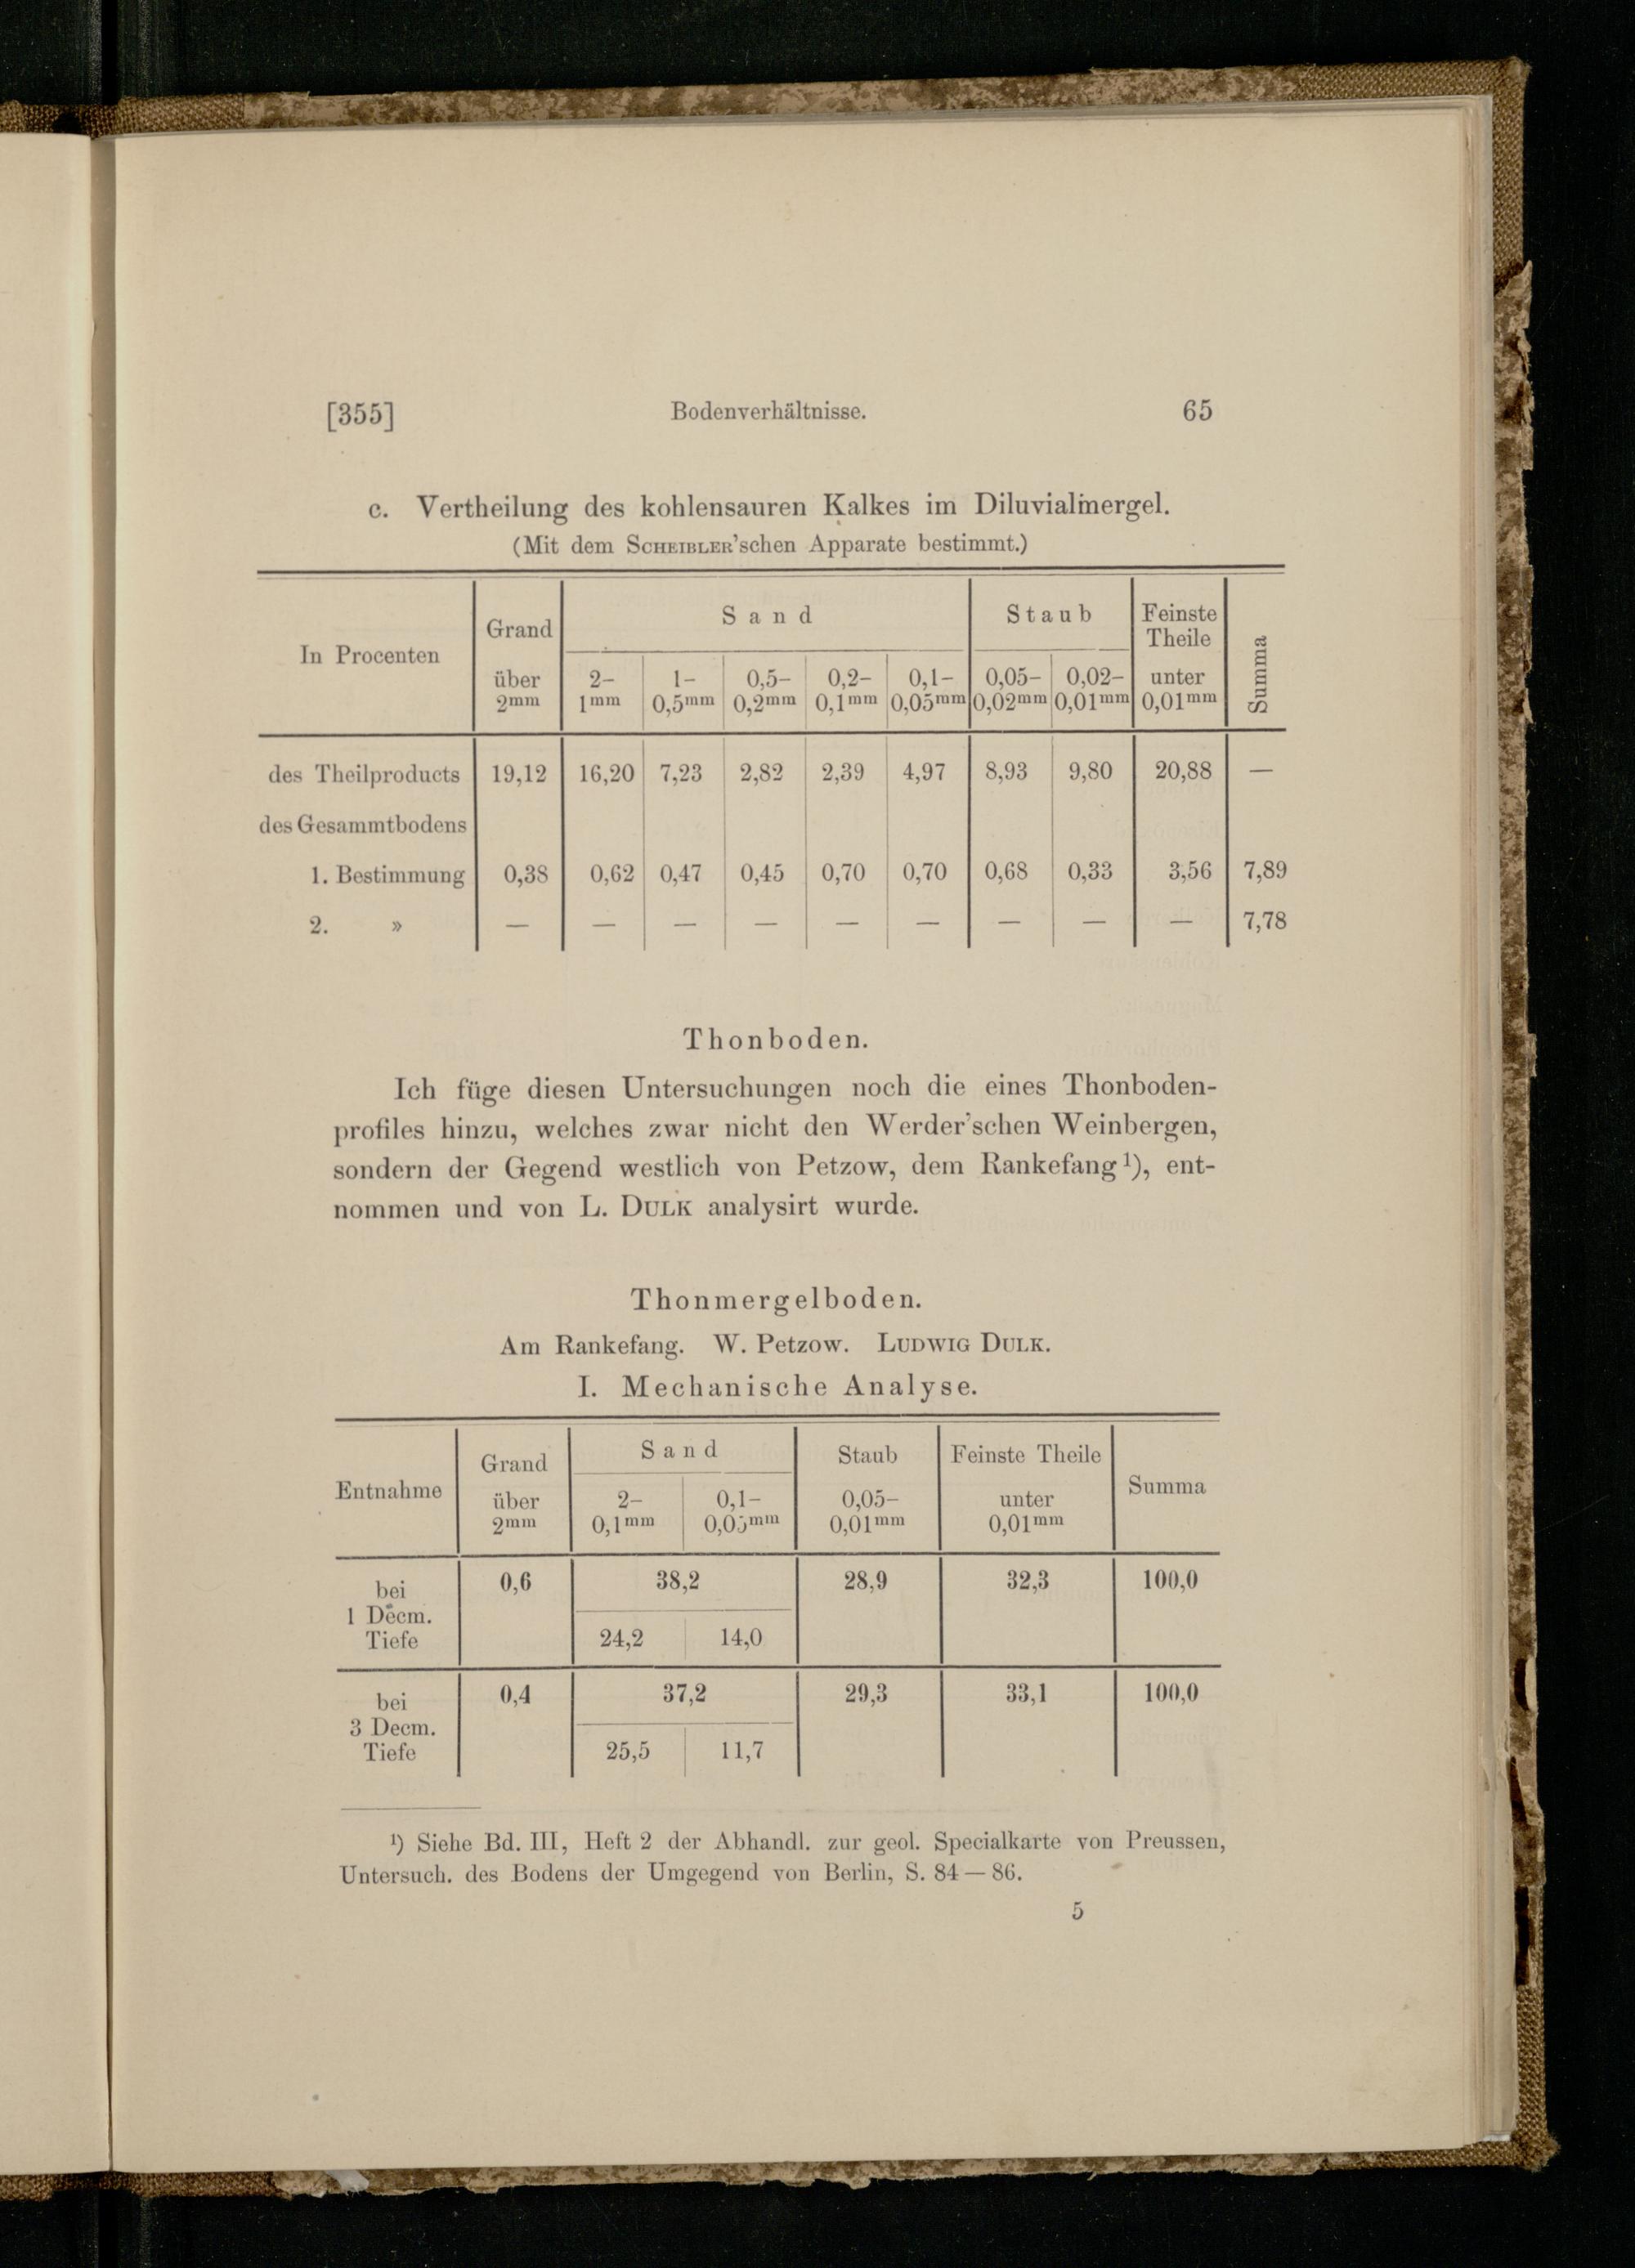 [355] Bodenverhältnisse. 65
c. Vertheilung des kohlensauren Kalkes im Diluvialmergel.
(Mit dem SCHEIBLER'schen Apparate bestimmt.)
In Procenten Grand Sand Staub Feinste Theile Summa
über 2mm 2-1mm 1-0,5mm 0,5-0,2mm 0,2-0,1mm 0,1-0,05mm 0,05-0,02mm 0,02-0,01mm unter 0,01mm
des Theilproducts 19,12 16,20 7,23 2,82 2,39 4,97 8,93 9,80 20,88 —
des Gesammtbodens
1. Bestimmung 0,38 0,62 0,47 0,45 0,70 0,70 0,68 0,33 3,56 7,89
2. » — — — — — — — — — 7,78
Thonboden.
Ich füge diesen Untersuchungen noch die eines Thonboden-
profiles hinzu, welches zwar nicht den Werder'schen Weinbergen,
sondern der Gegend westlich von Petzow, dem Rankefang¹), ent-
nommen und von L. DULK analysirt wurde.
Thonmergelboden.
Am Rankefang. W. Petzow. LUDWIG DULK.
I. Mechanische Analyse.
Entnahme Grand Sand Staub Feinste Theile Summa
über 2mm 2-0,1mm 0,1-0,05mm 0,05-0,01mm unter 0,01mm
bei 1 Decm. Tiefe 0,6 38,2 28,9 32,3 100,0
24,2 14,0
bei 3 Decm. Tiefe 0,4 37,2 29,3 33,1 100,0
25,5 11,7
¹) Siehe Bd. III, Heft 2 der Abhandl. zur geol. Specialkarte von Preussen,
Untersuch. des Bodens der Umgegend von Berlin, S. 84—86.
5